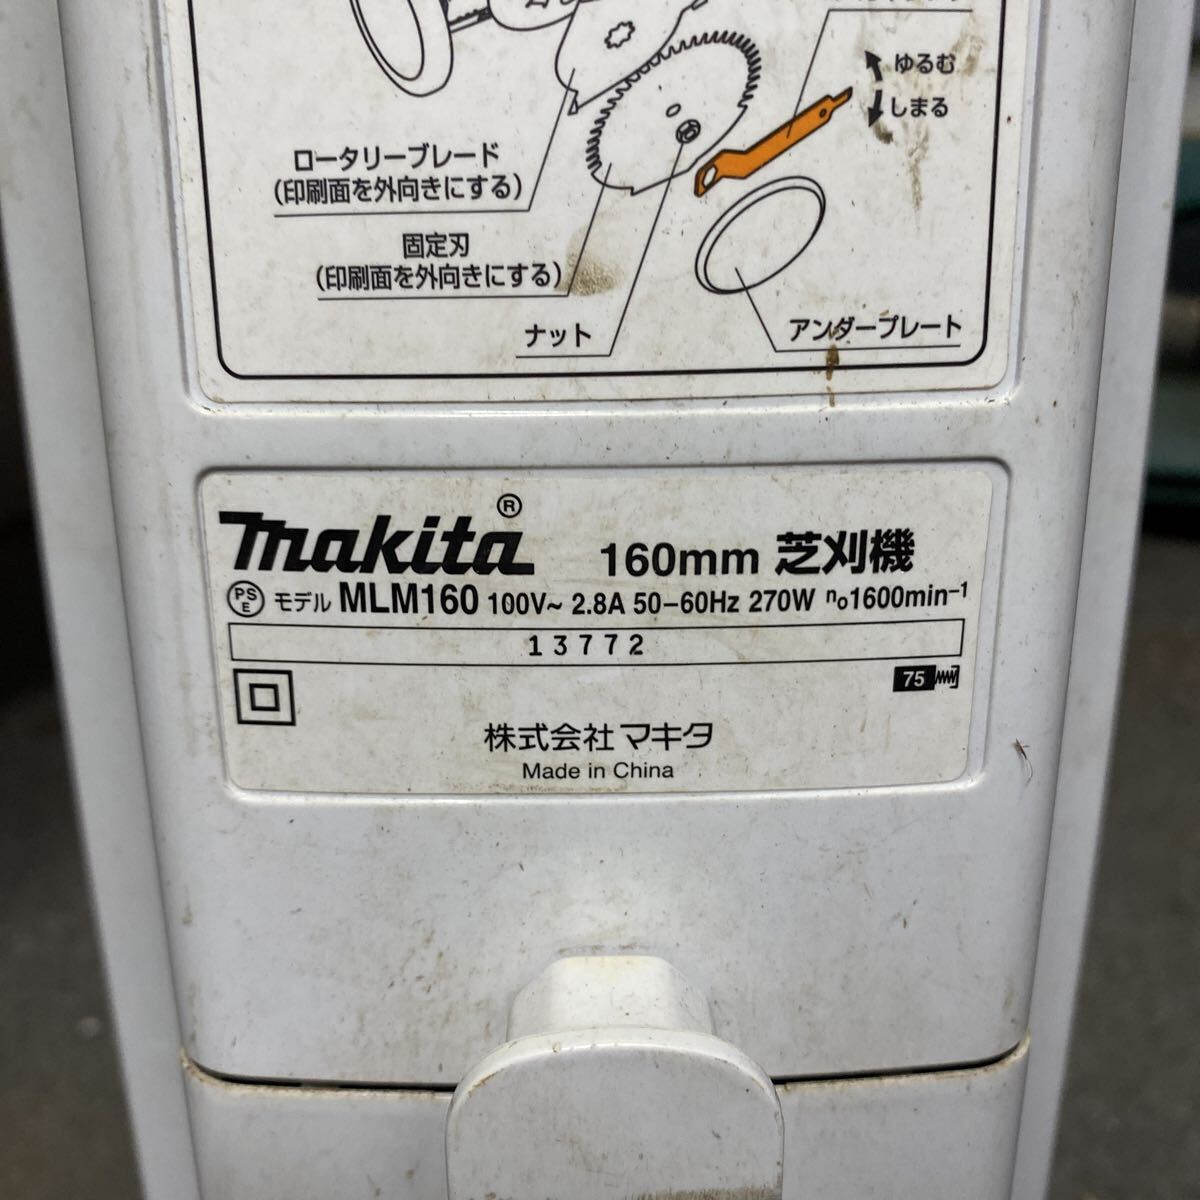 ゆるむ
しまる
ロータリーブレード
(印刷面を外向きにする)
固定刃
(印刷面を外向きにする)
ナット
アンダープレート
makita®
160mm 芝刈機
PSE モデル MLM160 100V~ 2.8A 50-60Hz 270W n₀1600min⁻¹
13772
75
株式会社マキタ
Made in China